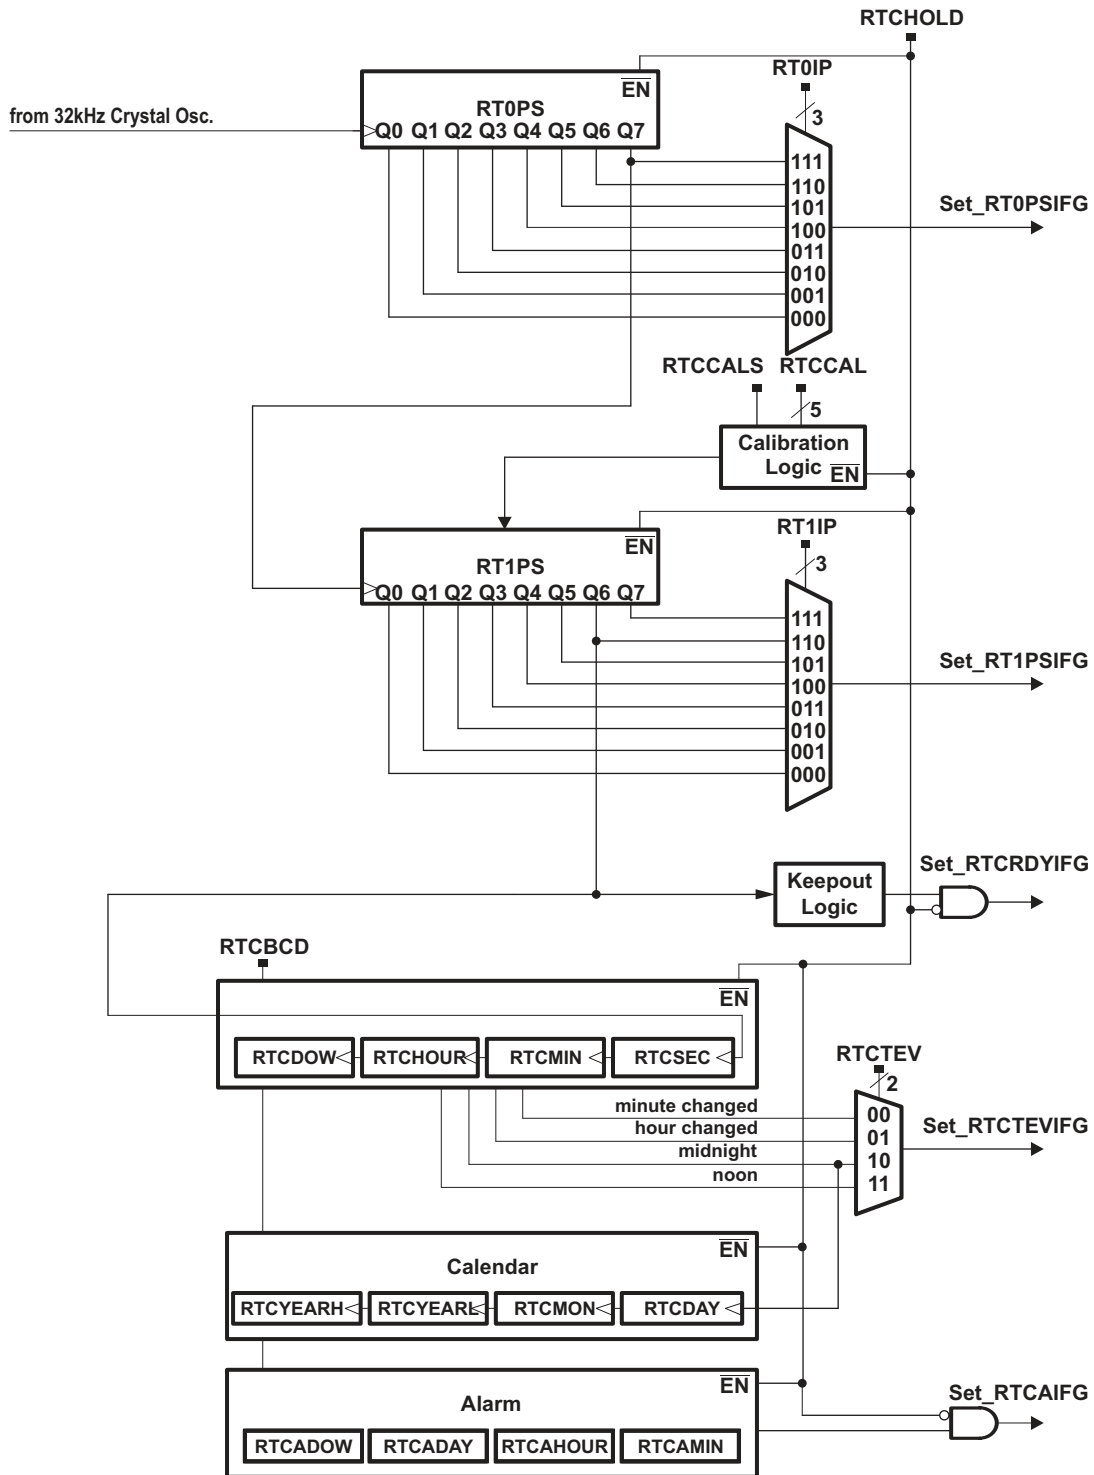 RTCHOLD
RT0IP
EN
from 32kHz Crystal Osc.
RT0PS
3
Q0 Q1 Q2 Q3 Q4 Q5 Q6 Q7
111
110
101
Set_RT0PSIFG
100
011
010
001
000
RTCCALS RTCCAL
5
Calibration
Logic EN
RT1IP
EN
RT1PS
3
Q0 Q1 Q2 Q3 Q4 Q5 Q6 Q7
111
110
101
Set_RT1PSIFG
100
011
010
001
000
Set_RTCRDYIFG
Keepout
Logic
RTCBCD
EN
RTCDOW RTCHOUR RTCMIN RTCSEC
RTCTEV
2
minute changed 00
hour changed 01
Set_RTCTEVIFG
midnight 10
noon 11
EN
Calendar
RTCYEARH RTCYEARL RTCMON RTCDAY
EN
Alarm
Set_RTCAIFG
RTCADOW RTCADAY RTCAHOUR RTCAMIN